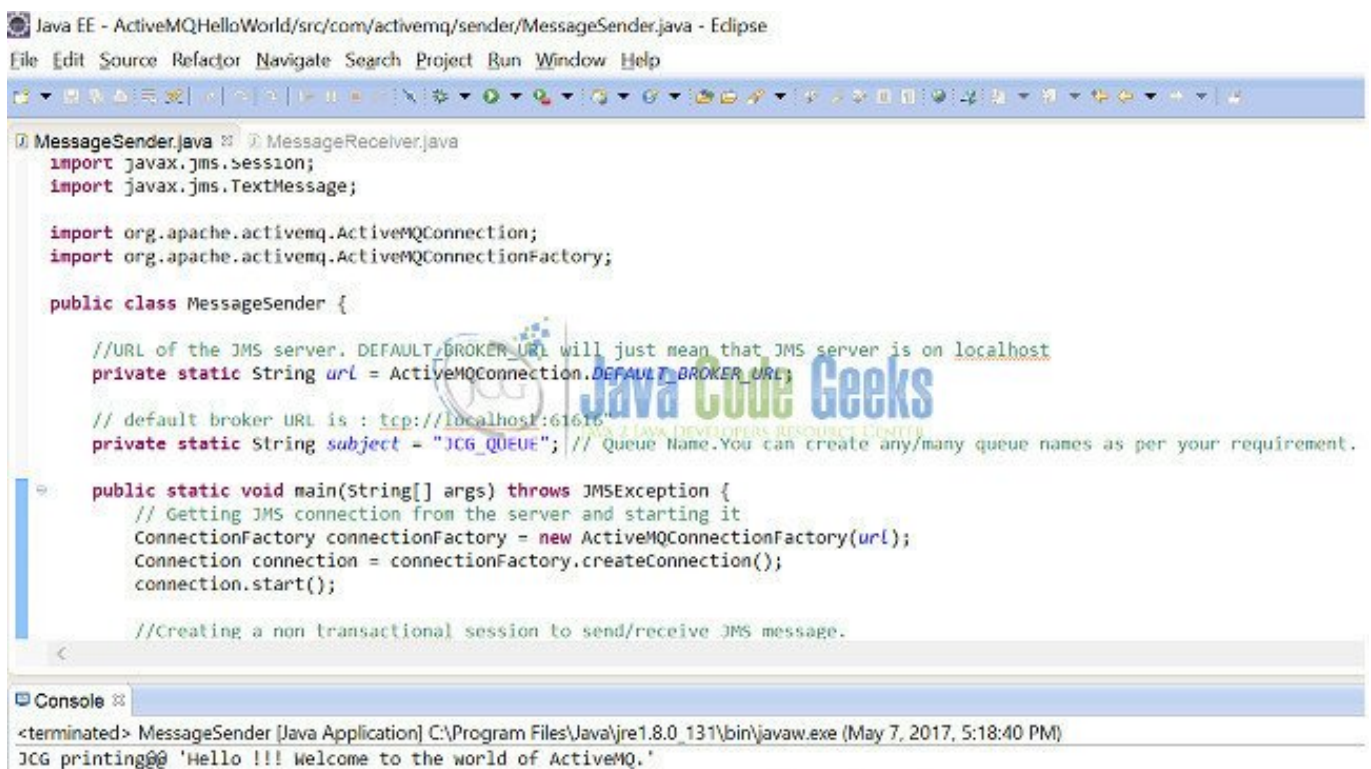 Java EE - ActiveMQHelloWorld/src/com/activemq/sender/MessageSender.java - Eclipse
File Edit Source Refactor Navigate Search Project Run Window Help
MessageSender.java MessageReceiver.java
import javax.jms.Session;
import javax.jms.TextMessage;
import org.apache.activemq.ActiveMQConnection;
import org.apache.activemq.ActiveMQConnectionFactory;
public class MessageSender {
//URL of the JMS server. DEFAULT_BROKER_URL will just mean that JMS server is on localhost
private static String url = ActiveMQConnection.DEFAULT_BROKER_URL;
JCG Java Code Geeks
JAVA 2 JAVA DEVELOPERS RESOURCE CENTER
// default broker URL is : tcp://localhost:61616"
private static String subject = "JCG_QUEUE"; // Queue Name.You can create any/many queue names as per your requirement.
public static void main(String[] args) throws JMSException {
// Getting JMS connection from the server and starting it
ConnectionFactory connectionFactory = new ActiveMQConnectionFactory(url);
Connection connection = connectionFactory.createConnection();
connection.start();
//Creating a non transactional session to send/receive JMS message.
Console
<terminated> MessageSender [Java Application] C:\Program Files\Java\jre1.8.0_131\bin\javaw.exe (May 7, 2017, 5:18:40 PM)
JCG printing@@ 'Hello !!! Welcome to the world of ActiveMQ.'